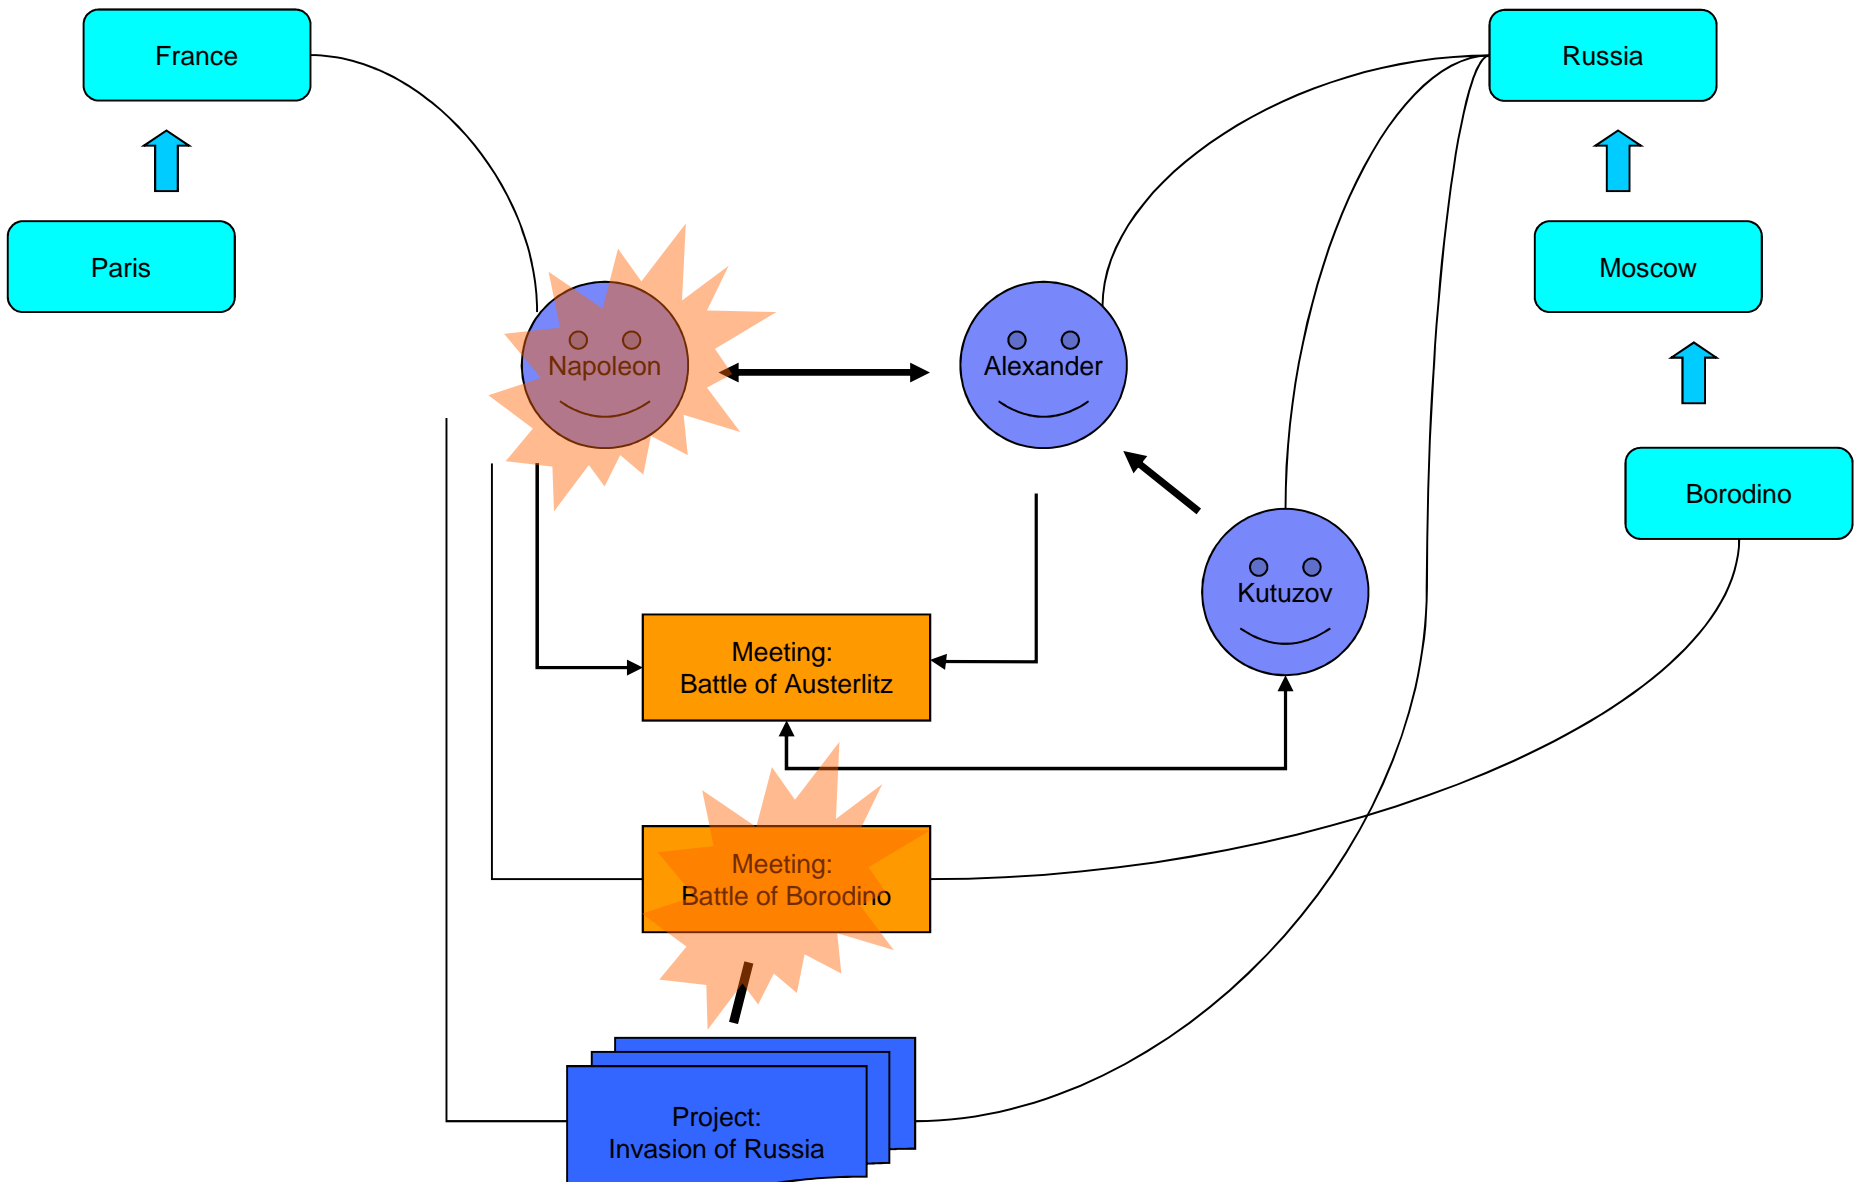 France
Russia
Paris
Moscow
Napoleon
Alexander
Borodino
Kutuzov
Meeting:
Battle of Austerlitz
Meeting:
Battle of Borodino
Project:
Invasion of Russia